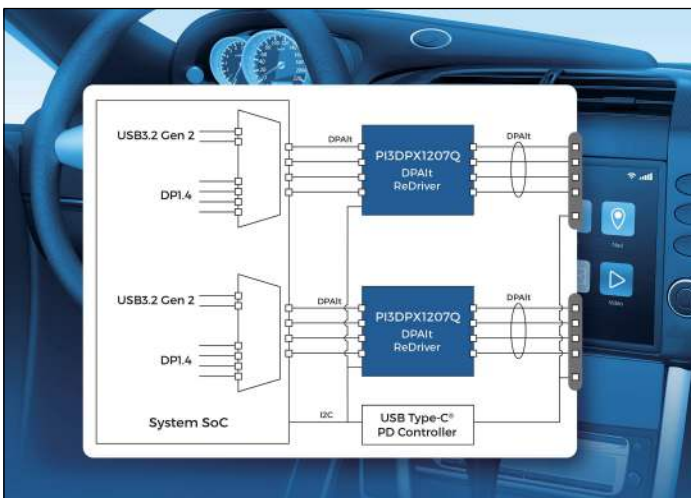 USB3.2 Gen 2
DP1.4
DPAlt
PI3DPX1207Q
DPAlt
ReDriver
DPAlt
USB3.2 Gen 2
DP1.4
DPAlt
PI3DPX1207Q
DPAlt
ReDriver
DPAlt
System SoC
I2C
USB Type-C®
PD Controller
Navi
Video